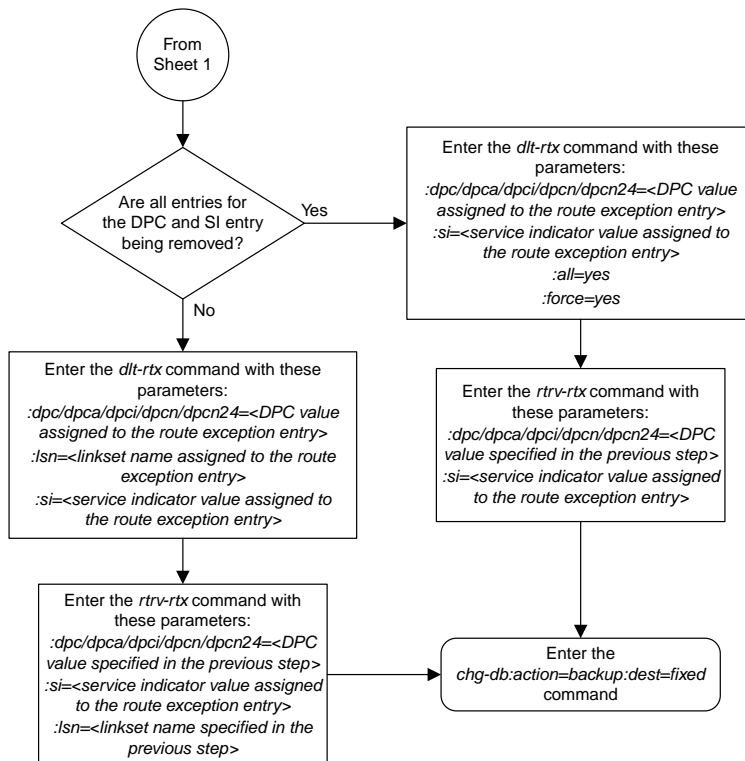 From
Sheet 1
Are all entries for
the DPC and SI entry
being removed?
Yes
No
Enter the dlt-rtx command with these
parameters:
:dpc/dpca/dpci/dpcn/dpcn24=<DPC value
assigned to the route exception entry>
:si=<service indicator value assigned to
the route exception entry>
:all=yes
:force=yes
Enter the dlt-rtx command with these
parameters:
:dpc/dpca/dpci/dpcn/dpcn24=<DPC value
assigned to the route exception entry>
:lsn=<linkset name assigned to the route
exception entry>
:si=<service indicator value assigned to
the route exception entry>
Enter the rtrv-rtx command with
these parameters:
:dpc/dpca/dpci/dpcn/dpcn24=<DPC
value specified in the previous step>
:si=<service indicator value assigned
to the route exception entry>
Enter the rtrv-rtx command with
these parameters:
:dpc/dpca/dpci/dpcn/dpcn24=<DPC
value specified in the previous step>
:si=<service indicator value assigned
to the route exception entry>
:lsn=<linkset name specified in the
previous step>
Enter the
chg-db:action=backup:dest=fixed
command